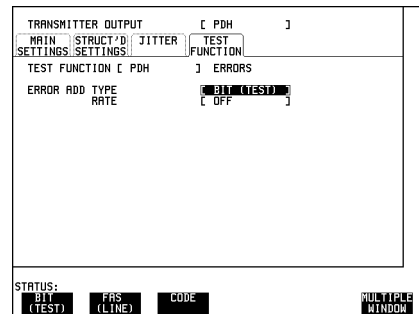 TRANSMITTER OUTPUT [ PDH ]
MAIN SETTINGS STRUCT'D SETTINGS JITTER TEST FUNCTION
TEST FUNCTION [ PDH ] ERRORS
ERROR ADD TYPE [ BIT (TEST) ]
RATE [ OFF ]
STATUS:
BIT (TEST) FAS (LINE) CODE MULTIPLE WINDOW